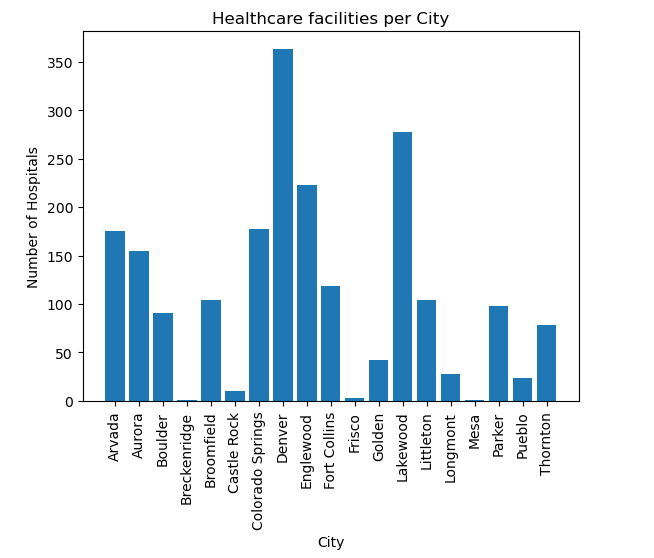 Healthcare facilities per City
Number of Hospitals
350
300
250
200
150
100
50
0
Arvada
Aurora
Boulder
Breckenridge
Broomfield
Castle Rock
Colorado Springs
Denver
Englewood
Fort Collins
Frisco
Golden
Lakewood
Littleton
Longmont
Mesa
Parker
Pueblo
Thornton
City